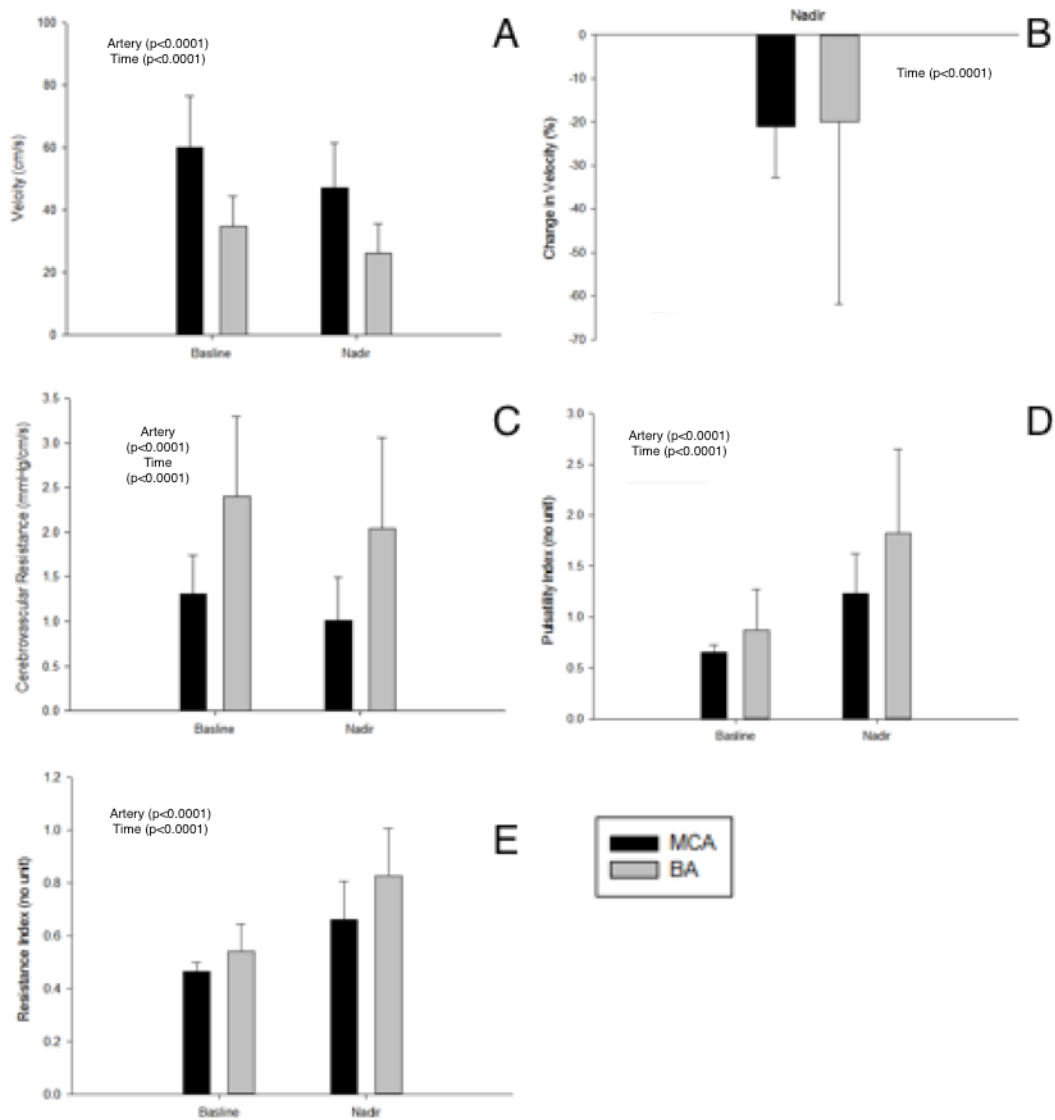 A
Artery (p<0.0001)
Time (p<0.0001)
Velcity (cm/s)
100
80
60
40
20
0
Basline
Nadir
B
Nadir
Time (p<0.0001)
Change in Velocity (%)
0
-10
-20
-30
-40
-50
-60
-70
C
Artery
(p<0.0001)
Time
(p<0.0001)
Cerebrovascular Resistance (mmHg/cm/s)
3.5
3.0
2.5
2.0
1.5
1.0
0.5
0.0
Basline
Nadir
D
Artery (p<0.0001)
Time (p<0.0001)
Pulsatility Index (no unit)
3.0
2.5
2.0
1.5
1.0
0.5
0.0
Basline
Nadir
E
Artery (p<0.0001)
Time (p<0.0001)
Resistance Index (no unit)
1.2
1.0
0.8
0.6
0.4
0.2
0.0
Basline
Nadir
MCA
BA